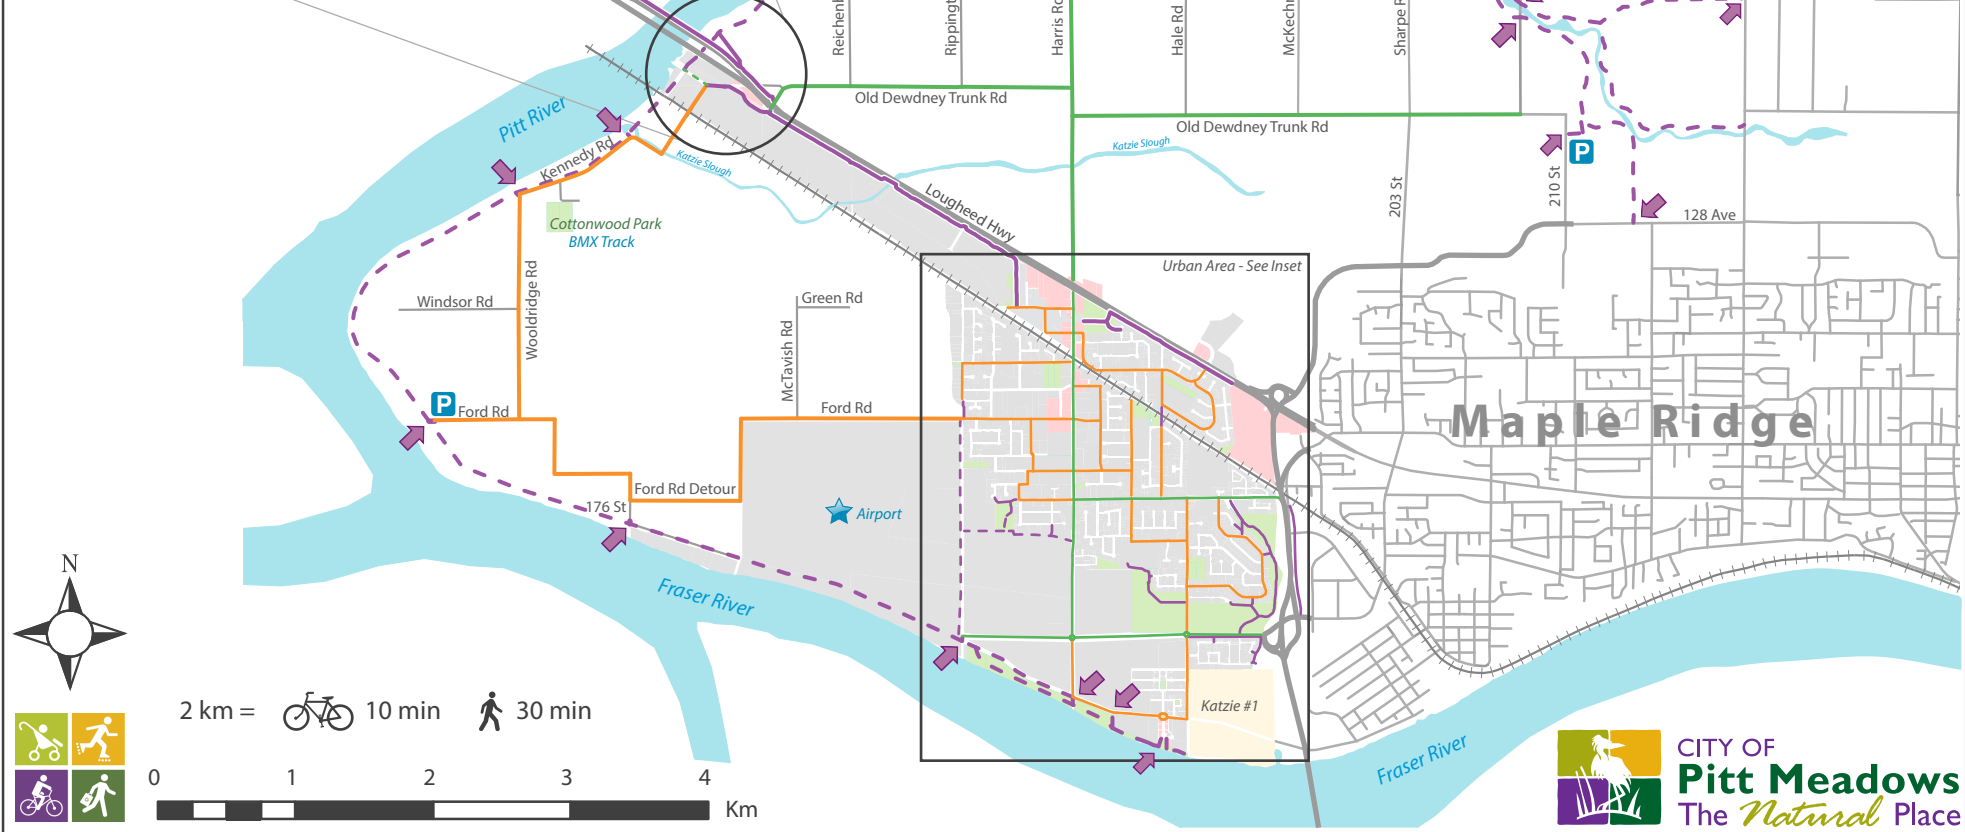 Reichenb
Rippingt
Harris Ro
Hale Rd
McKechn
Sharpe R
Old Dewdney Trunk Rd
Pitt River
Old Dewdney Trunk Rd
Kennedy Rd
Katzie Slough
Katzie Slough
P
210 St
203 St
Lougheed Hwy
128 Ave
Cottonwood Park
BMX Track
Urban Area - See Inset
Wooldridge Rd
Windsor Rd
Green Rd
McTavish Rd
P
Ford Rd
Ford Rd
Maple Ridge
Ford Rd Detour
176 St
Airport
N
Fraser River
Katzie #1
2 km =
10 min
30 min
Fraser River
CITY OF
Pitt Meadows
The Natural Place
0 1 2 3 4
Km